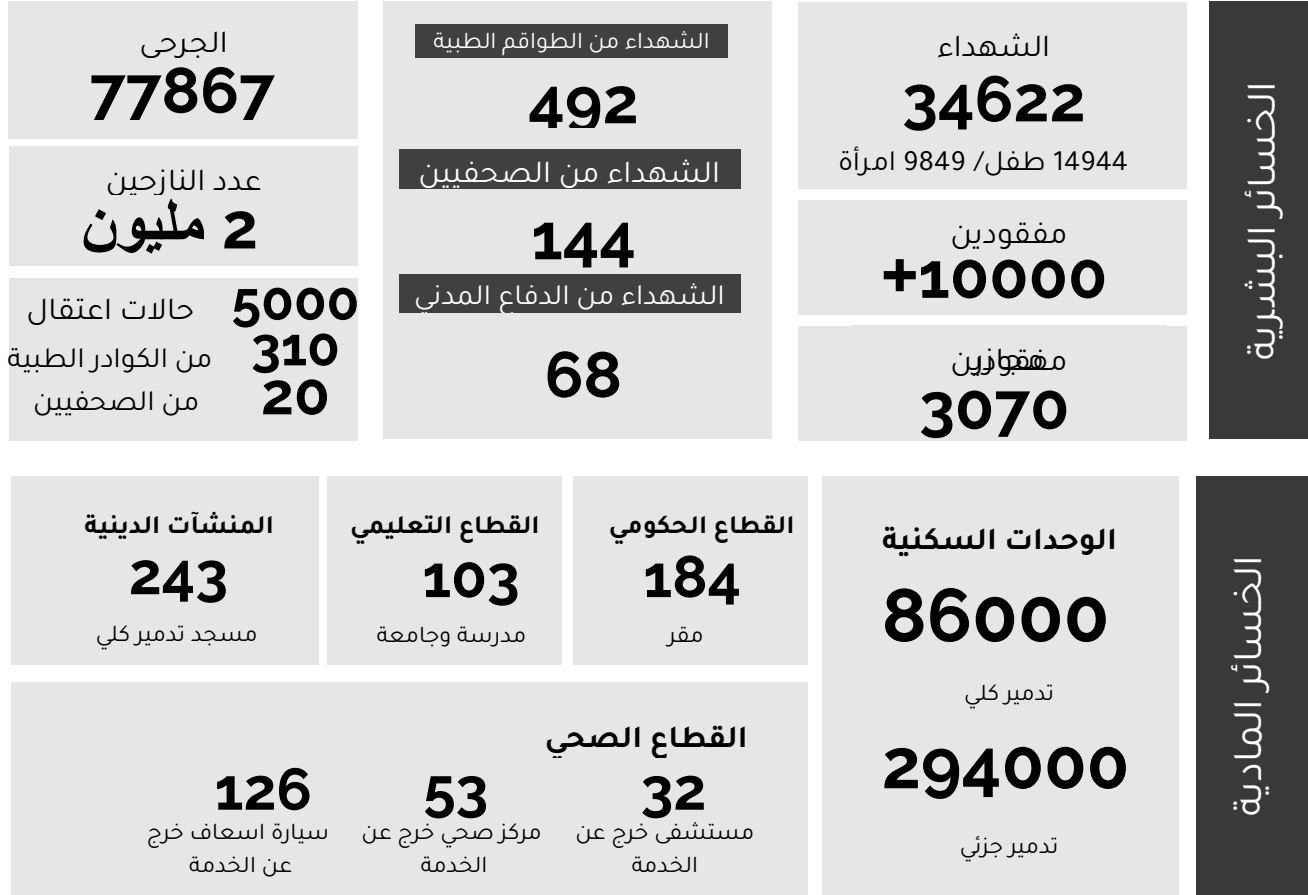 الخسائر البشرية
الشهداء
34622
14944 طفل/ 9849 امرأة
مفقودين
+10000
مفقودين
مجازر
3070
الشهداء من الطواقم الطبية
492
الشهداء من الصحفيين
144
الشهداء من الدفاع المدني
68
الجرحى
77867
عدد النازحين
2 مليون
5000 حالات اعتقال
310 من الكوادر الطبية
20 من الصحفيين
الخسائر المادية
الوحدات السكنية
86000
تدمير كلي
294000
تدمير جزئي
القطاع الحكومي
184
مقر
القطاع التعليمي
103
مدرسة وجامعة
المنشآت الدينية
243
مسجد تدمير كلي
القطاع الصحي
32
مستشفى خرج عن
الخدمة
53
مركز صحي خرج عن
الخدمة
126
سيارة اسعاف خرج
عن الخدمة